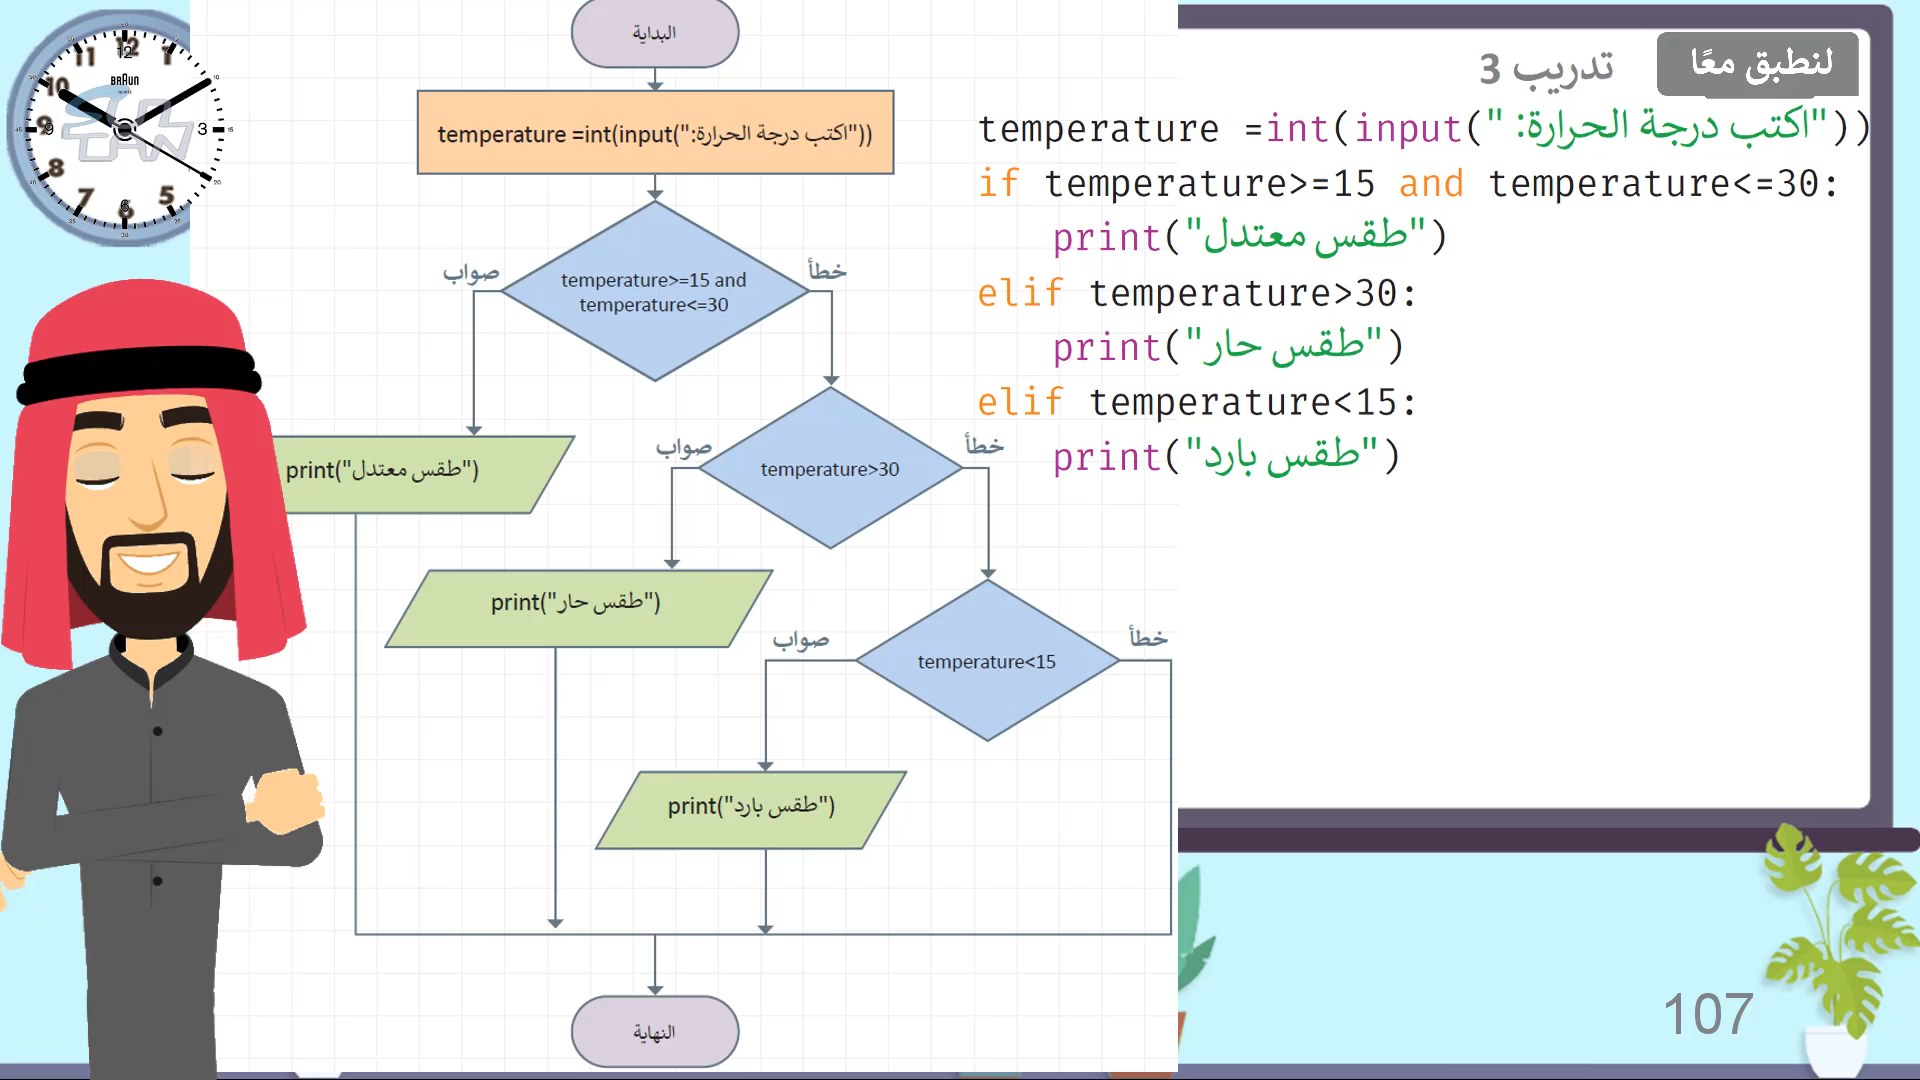 لنطبق معًا
تدريب 3
temperature =int(input("اكتب درجة الحرارة: "))
if temperature>=15 and temperature<=30:
print("طقس معتدل")
elif temperature>30:
print("طقس حار")
elif temperature<15:
print("طقس بارد")
البداية
temperature =int(input("اكتب درجة الحرارة:"))
temperature>=15 and
temperature<=30
صواب
خطأ
print("طقس معتدل")
temperature>30
صواب
خطأ
print("طقس حار")
temperature<15
صواب
خطأ
print("طقس بارد")
النهاية
107
BRAUN
12
1
3
5
6
7
8
9
10
11